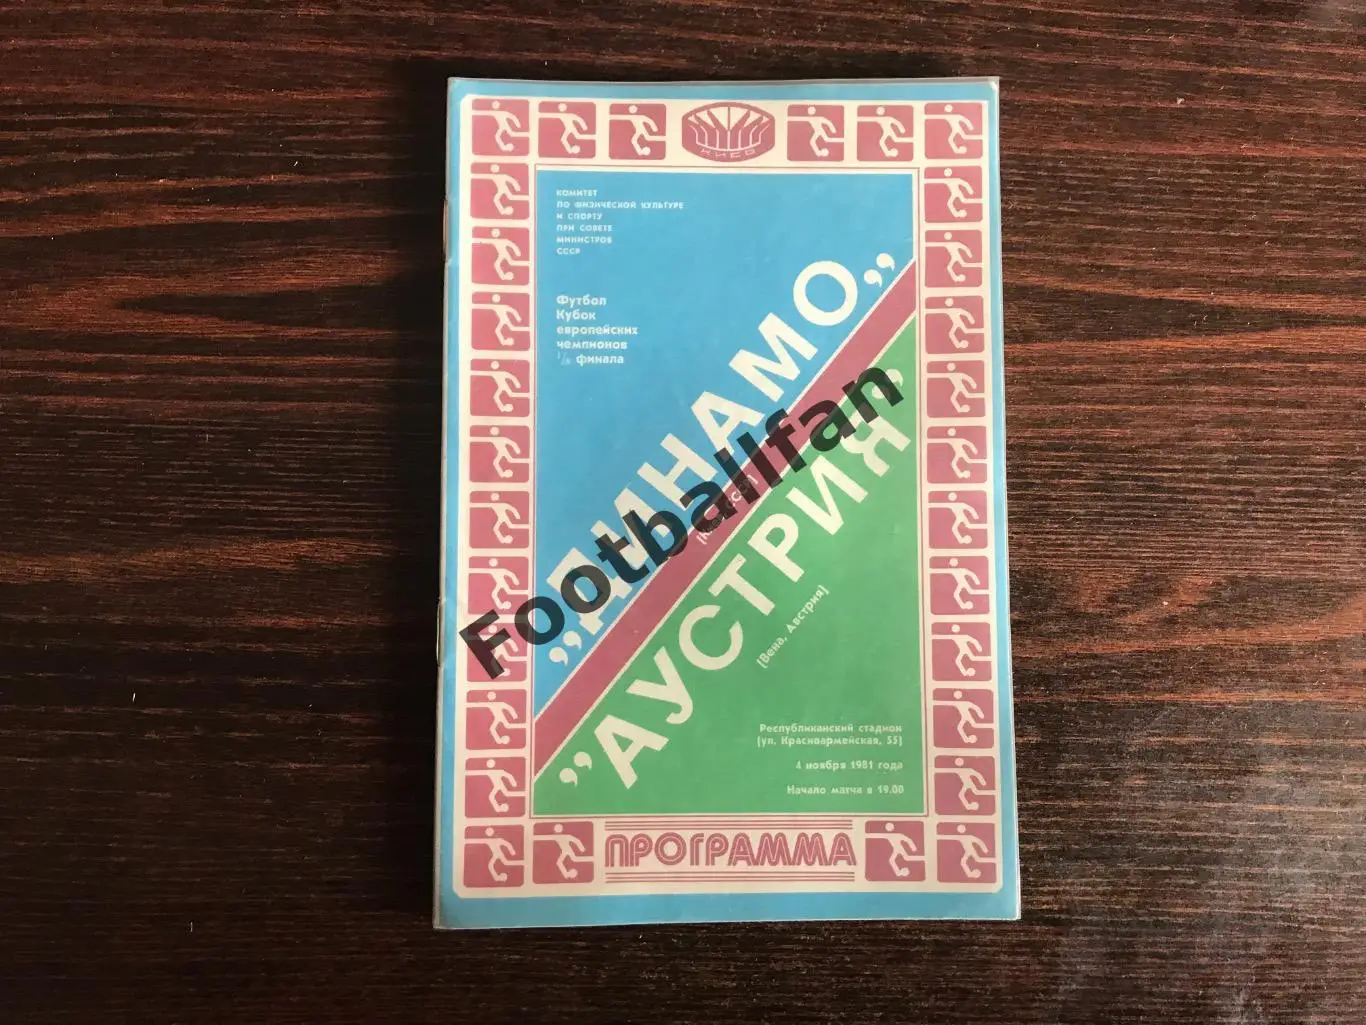 КИЕВ
КОМИТЕТ
ПО ФИЗИЧЕСКОЙ КУЛЬТУРЕ
И СПОРТУ
ПРИ СОВЕТЕ
МИНИСТРОВ
СССР
Футбол
Кубок
европейских
чемпионов
1/8 финала
"ДИНАМО"
"АУСТРИЯ"
(Вена, Австрия)
Footballfan
Республиканский стадион
(ул. Красноармейская, 55)
4 ноября 1981 года
Начало матча в 19.00
ПРОГРАММА